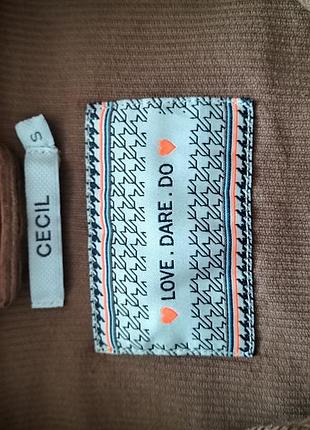 CECIL
S
LOVE . DARE . DO